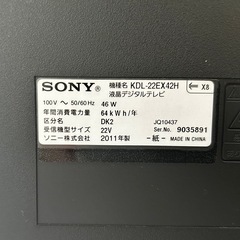 SONY 機種名 KDL-22EX42H
液晶デジタルテレビ
← X8
100V ～ 50/60Hz 46W
年間消費電力量 64kWh/年
区分名 DK2 JQ10437
受信機型サイズ 22V Ser.No. 9035891
ソニー株式会社 2011年製 MADE IN CHINA